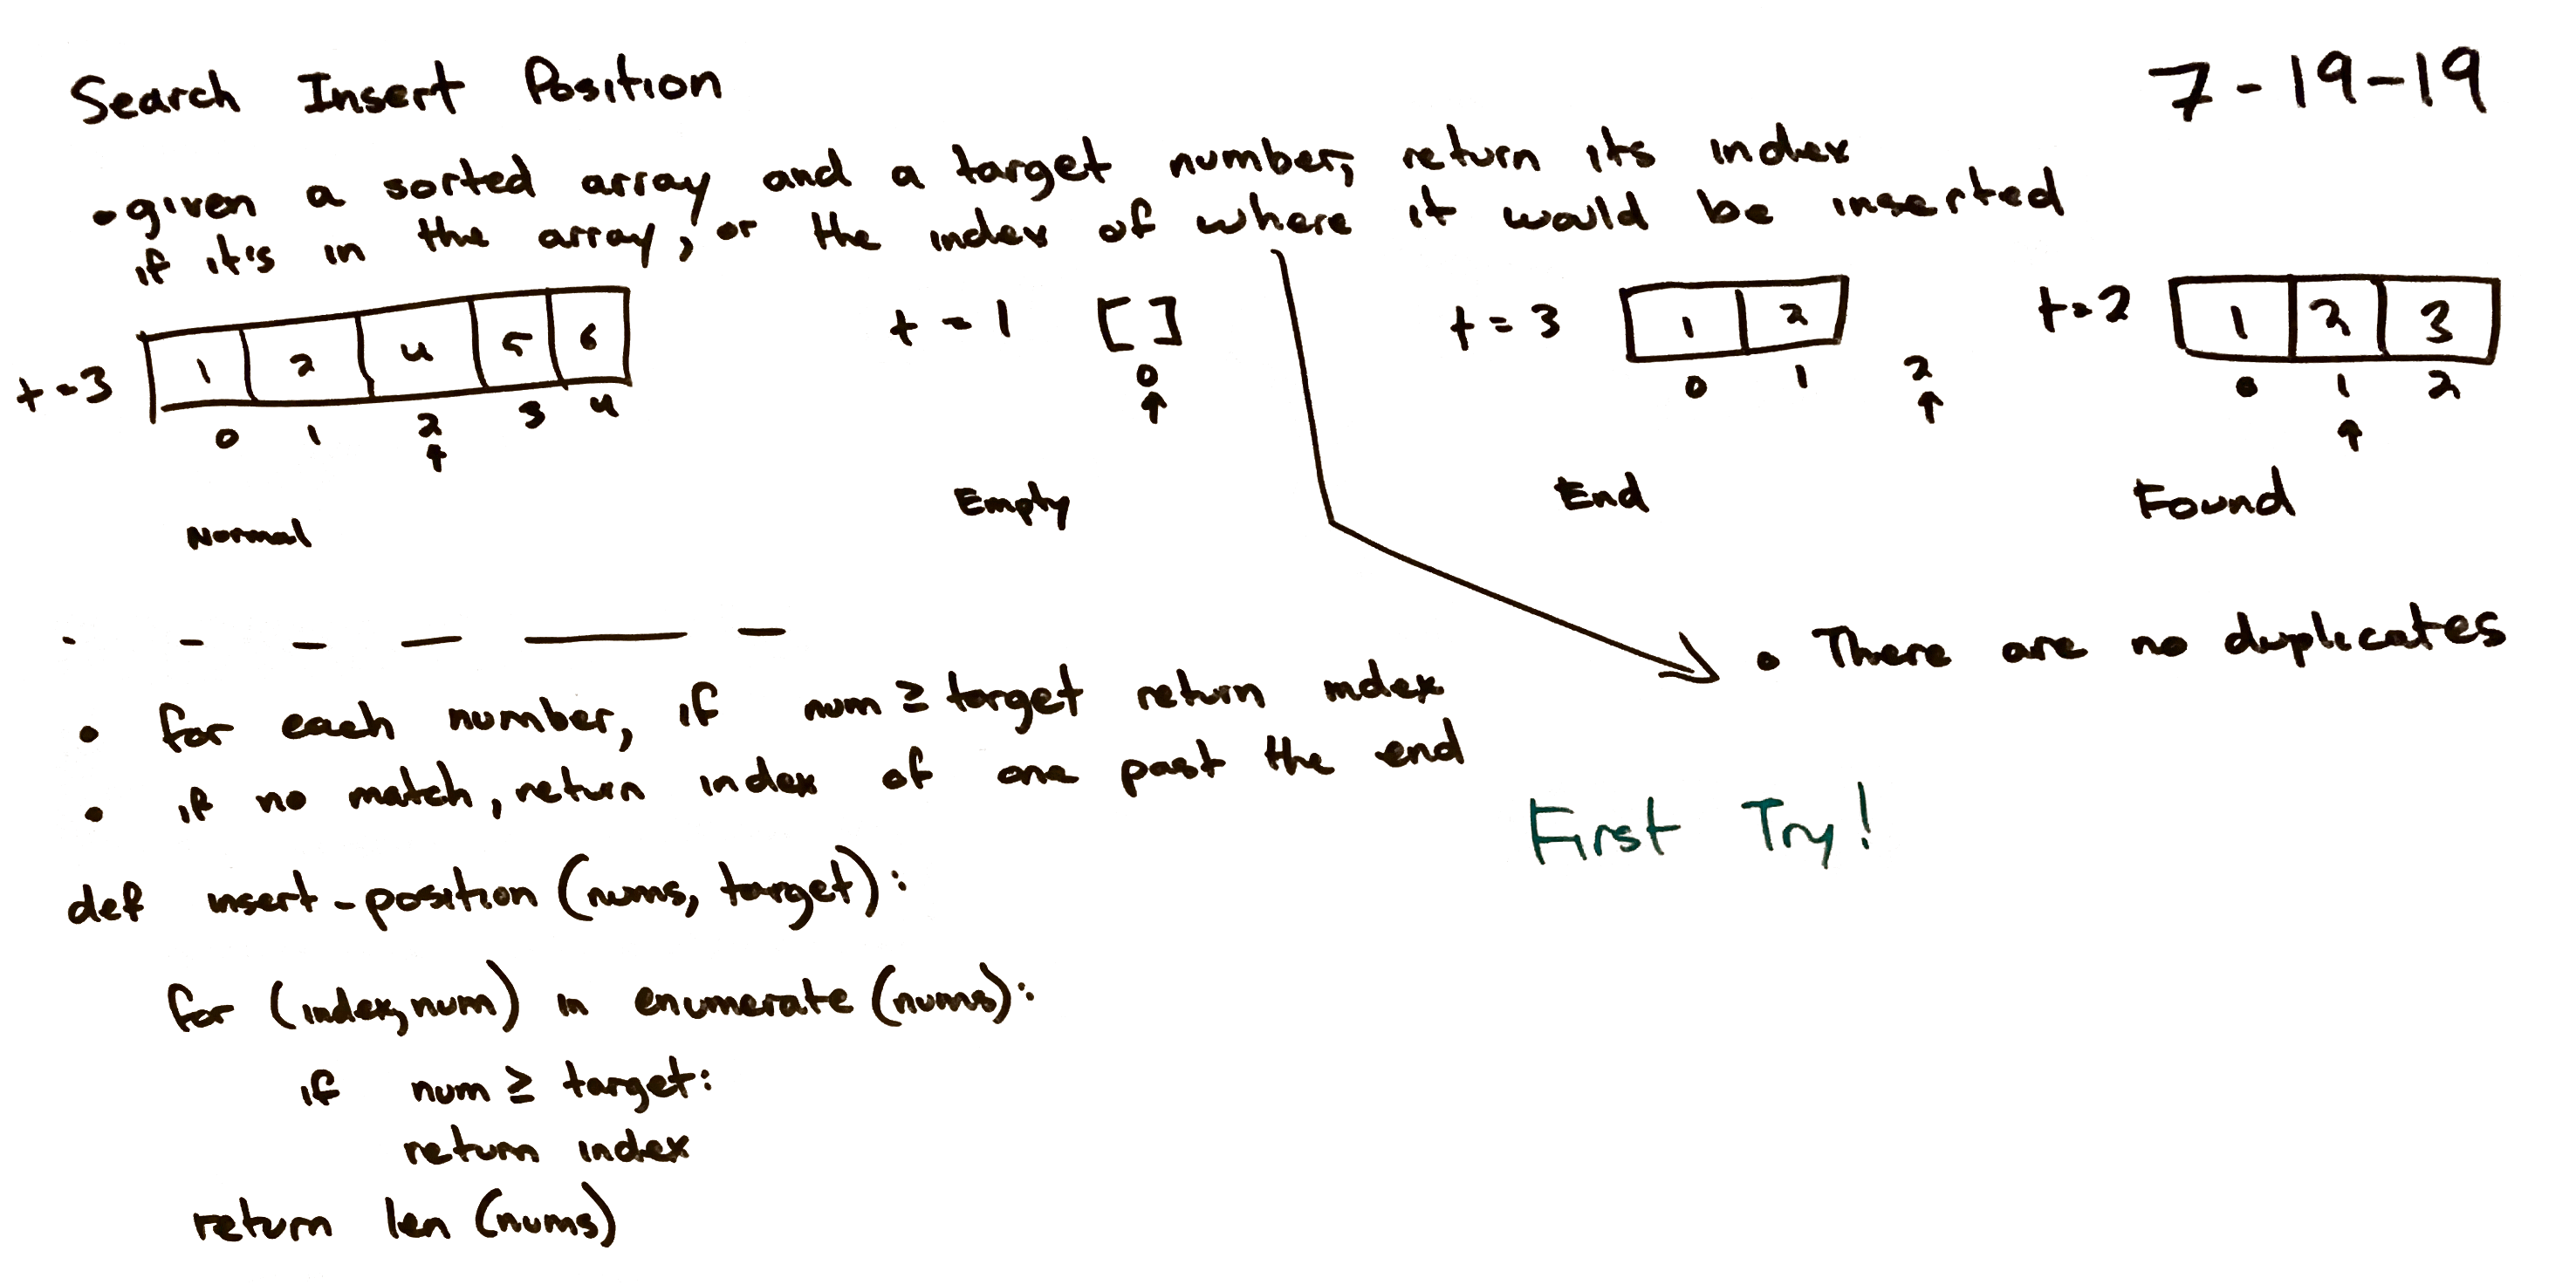 Search Insert Position
7-19-19
• given a sorted array and a target number, return its index
if it's in the array, or the index of where it would be inserted
t=3 1 2 4 5 6
0 1 2 3 4
Normal
t=1 [ ]
0
Empty
t=3 1 2
0 1 2
End
t=2 1 2 3
0 1 2
Found
• There are no duplicates
• for each number, if num ≥ target return index
• if no match, return index of one past the end
First Try!
def insert-position (nums, target):
for (index, num) in enumerate (nums):
if num ≥ target:
return index
return len (nums)